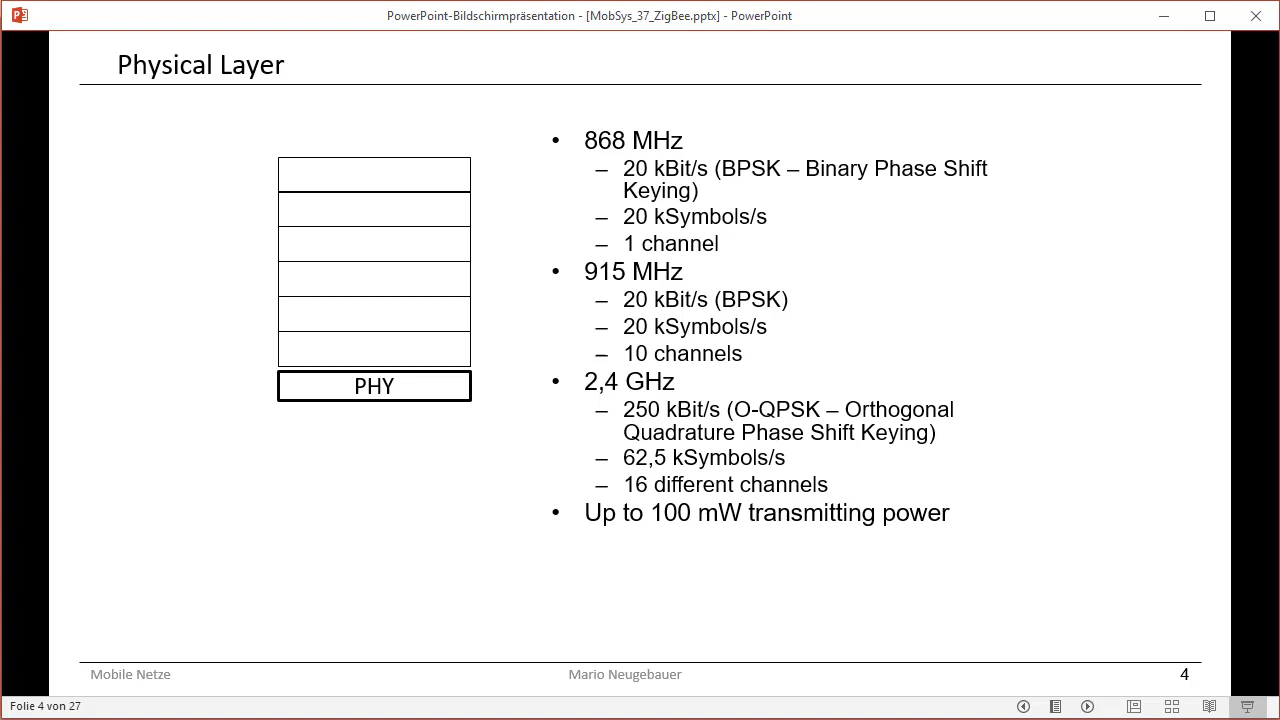 PowerPoint-Bildschirmpräsentation - [MobSys_37_ZigBee.pptx] - PowerPoint
Physical Layer
• 868 MHz
– 20 kBit/s (BPSK – Binary Phase Shift
Keying)
– 20 kSymbols/s
– 1 channel
• 915 MHz
– 20 kBit/s (BPSK)
– 20 kSymbols/s
– 10 channels
• 2,4 GHz
– 250 kBit/s (O-QPSK – Orthogonal
Quadrature Phase Shift Keying)
– 62,5 kSymbols/s
– 16 different channels
• Up to 100 mW transmitting power
PHY
Mobile Netze
Mario Neugebauer
4
Folie 4 von 27